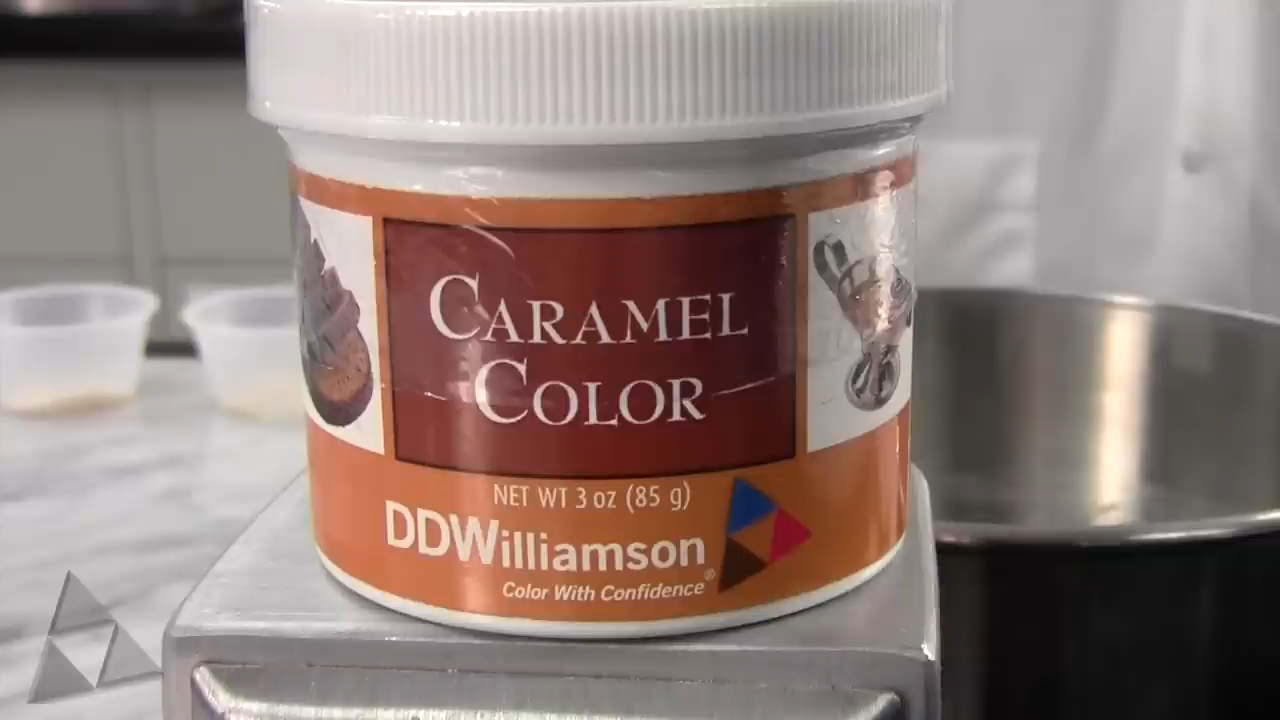 CARAMEL
COLOR
NET WT 3 oz (85 g)
DDWilliamson
Color With Confidence®